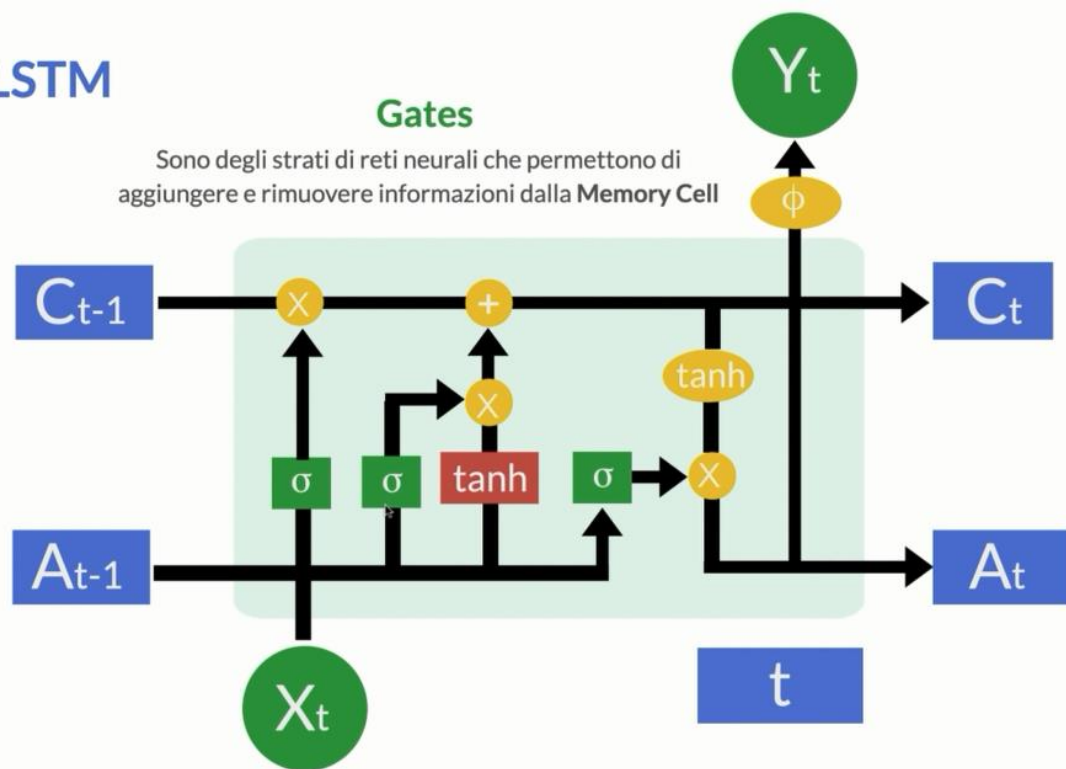 LSTM
Gates
Sono degli strati di reti neurali che permettono di
aggiungere e rimuovere informazioni dalla Memory Cell
Yt
ϕ
Ct-1
X
+
Ct
tanh
X
σ
σ
tanh
σ
X
At-1
At
Xt
t